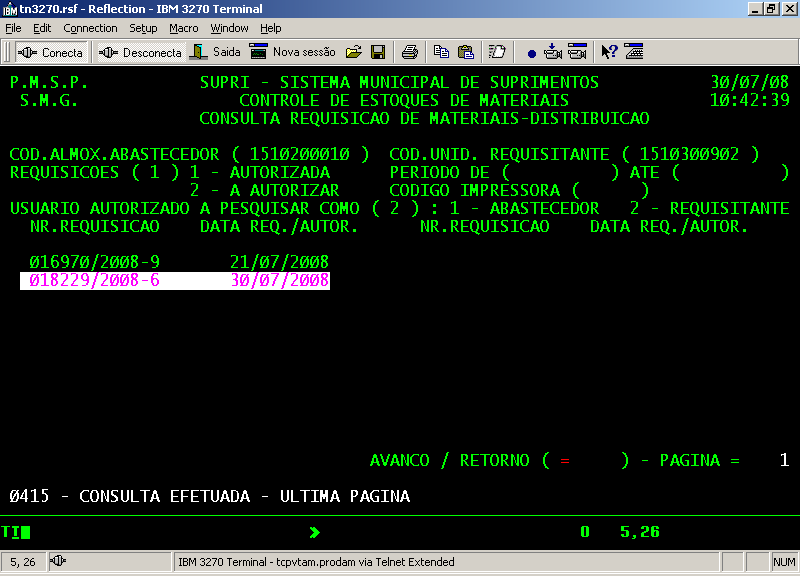 tn3270.rsf - Reflection - IBM 3270 Terminal
File Edit Connection Setup Macro Window Help
Conecta Desconecta Saida Nova sessão
P.M.S.P. SUPRI - SISTEMA MUNICIPAL DE SUPRIMENTOS 30/07/08
S.M.G. CONTROLE DE ESTOQUES DE MATERIAIS 10:42:39
CONSULTA REQUISICAO DE MATERIAIS-DISTRIBUICAO
COD.ALMOX.ABASTECEDOR ( 1510200010 ) COD.UNID. REQUISITANTE ( 1510300902 )
REQUISICOES ( 1 ) 1 - AUTORIZADA PERIODO DE ( ) ATE ( )
2 - A AUTORIZAR CODIGO IMPRESSORA ( )
USUARIO AUTORIZADO A PESQUISAR COMO ( 2 ) : 1 - ABASTECEDOR 2 - REQUISITANTE
NR.REQUISICAO DATA REQ./AUTOR. NR.REQUISICAO DATA REQ./AUTOR.
016970/2008-9 21/07/2008
018229/2008-6 30/07/2008
AVANCO / RETORNO ( = ) - PAGINA = 1
0415 - CONSULTA EFETUADA - ULTIMA PAGINA
TI > O 5,26
5, 26 IBM 3270 Terminal - tcpvtam.prodam via Telnet Extended NUM